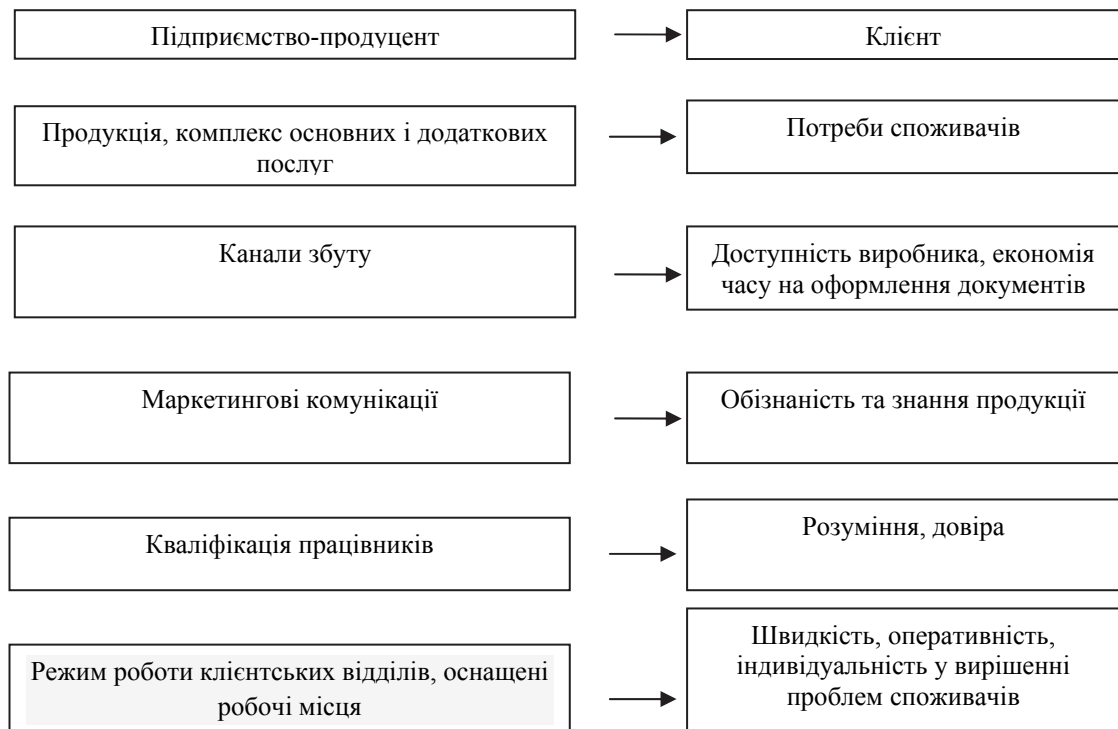 Підприємство-продуцент
Клієнт
Продукція, комплекс основних і додаткових
послуг
Потреби споживачів
Канали збуту
Доступність виробника, економія
часу на оформлення документів
Маркетингові комунікації
Обізнаність та знання продукції
Кваліфікація працівників
Розуміння, довіра
Режим роботи клієнтських відділів, оснащені
робочі місця
Швидкість, оперативність,
індивідуальність у вирішенні
проблем споживачів